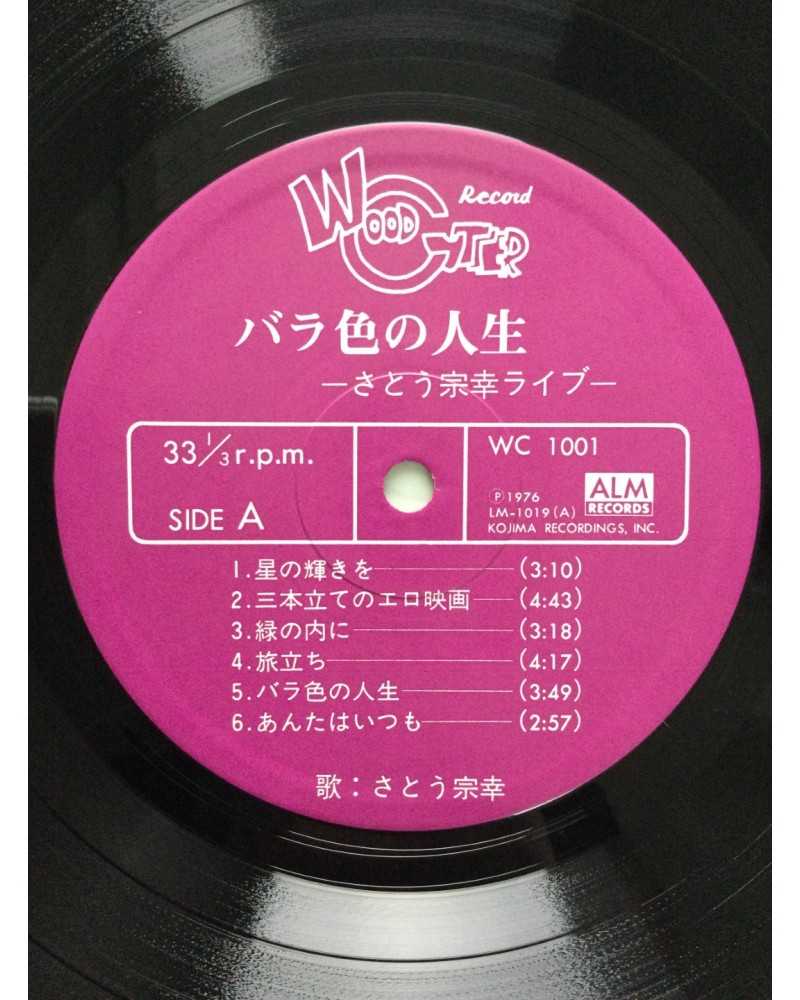 WOOD CUTTER Record
バラ色の人生
―さとう宗幸ライブ―
33 1/3 r.p.m.
SIDE A
WC 1001
Ⓟ1976
LM-1019(A)
KOJIMA RECORDINGS, INC.
ALM
RECORDS
1.星の輝きを――(3:10)
2.三本立てのエロ映画――(4:43)
3.緑の内に――(3:18)
4.旅立ち――(4:17)
5.バラ色の人生――(3:49)
6.あんたはいつも――(2:57)
歌：さとう宗幸